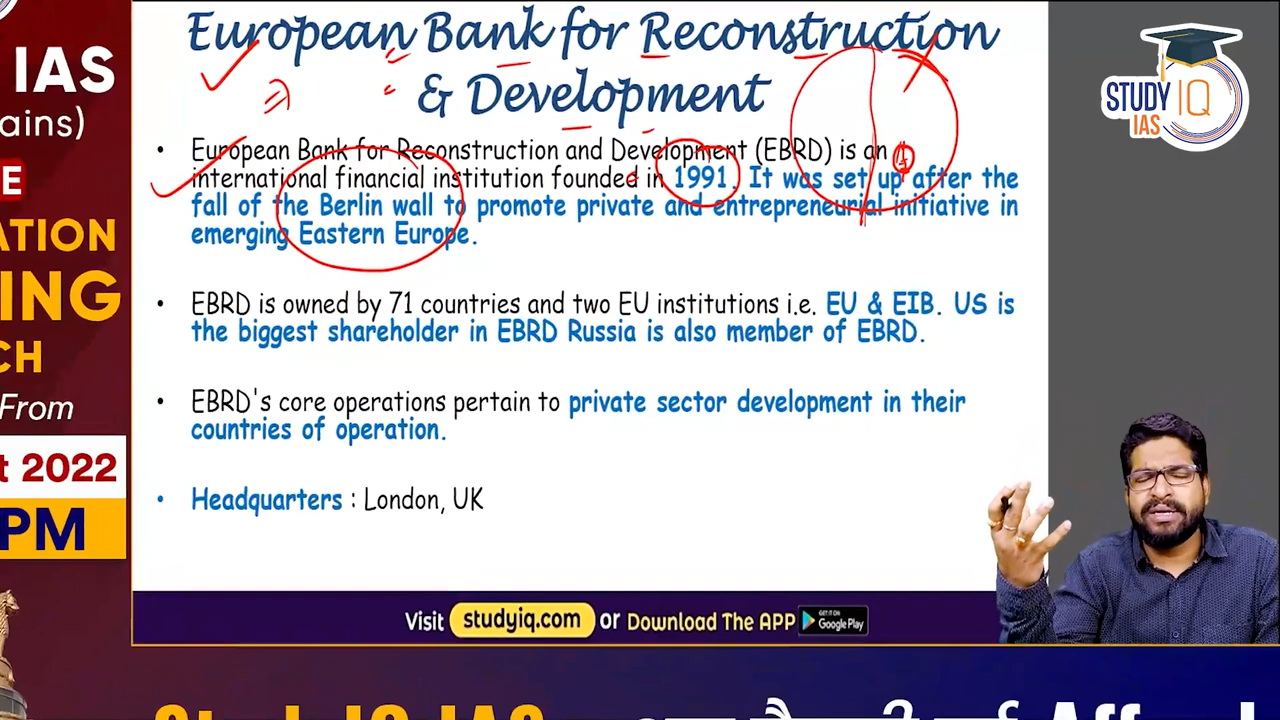 IAS
ains)
E
ATION
ING
CH
From
t 2022
PM
European Bank for Reconstruction
& Development
• European Bank for Reconstruction and Development (EBRD) is an
international financial institution founded in 1991. It was set up after the
fall of the Berlin wall to promote private and entrepreneurial initiative in
emerging Eastern Europe.
• EBRD is owned by 71 countries and two EU institutions i.e. EU & EIB. US is
the biggest shareholder in EBRD Russia is also member of EBRD.
• EBRD's core operations pertain to private sector development in their
countries of operation.
• Headquarters : London, UK
STUDY IQ
IAS
Visit studyiq.com or Download The APP GET IT ON Google Play